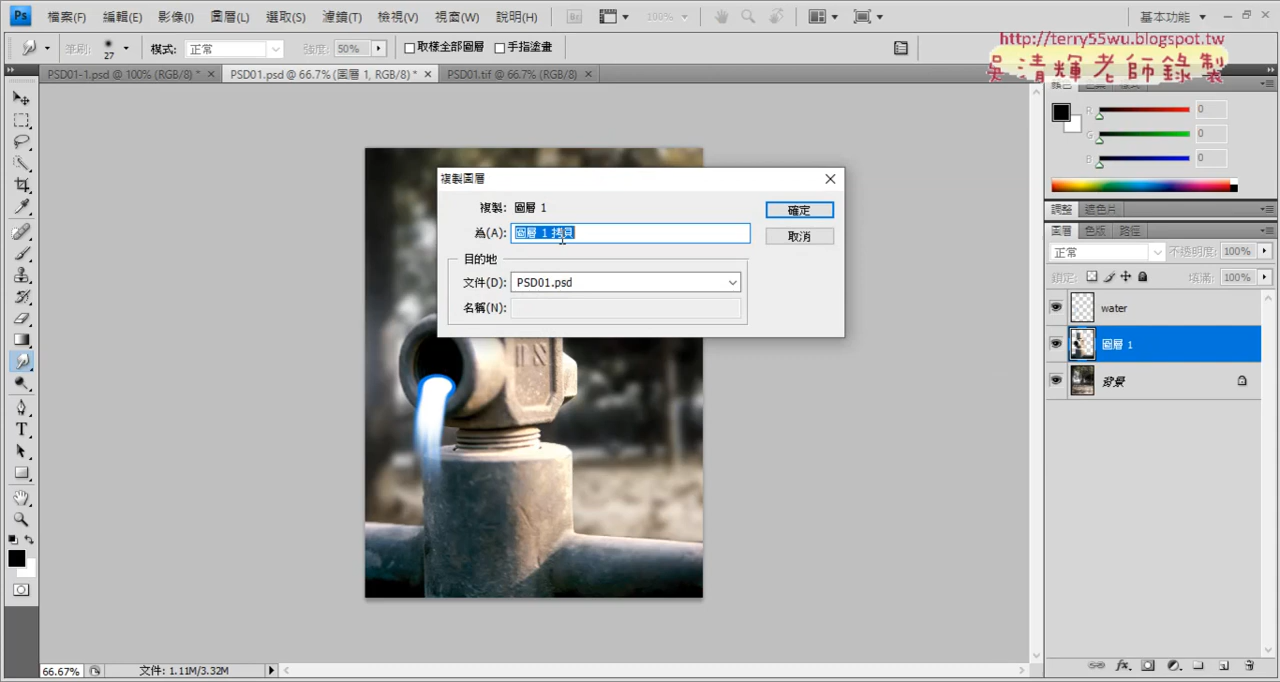 Ps 檔案(F) 編輯(E) 影像(I) 圖層(L) 選取(S) 濾鏡(T) 檢視(V) 視窗(W) 說明(H) Br 100% 基本功能
筆刷: 27 模式: 正常 強度: 50% 取樣全部圖層 手指塗畫
http://terry55wu.blogspot.tw
吳清輝老師錄製
PSD01-1.psd @ 100% (RGB/8) * × PSD01.psd @ 66.7% (圖層 1, RGB/8) * × PSD01.tif @ 66.7% (RGB/8) ×
R 0
G 0
B 0
複製圖層
複製: 圖層 1
為(A): 圖層 1 拷貝
目的地
文件(D): PSD01.psd
名稱(N):
確定
取消
調整 遮色片
圖層 色版 路徑
正常 不透明度: 100%
鎖定: 填滿: 100%
water
圖層 1
背景
66.67% 文件: 1.11M/3.32M